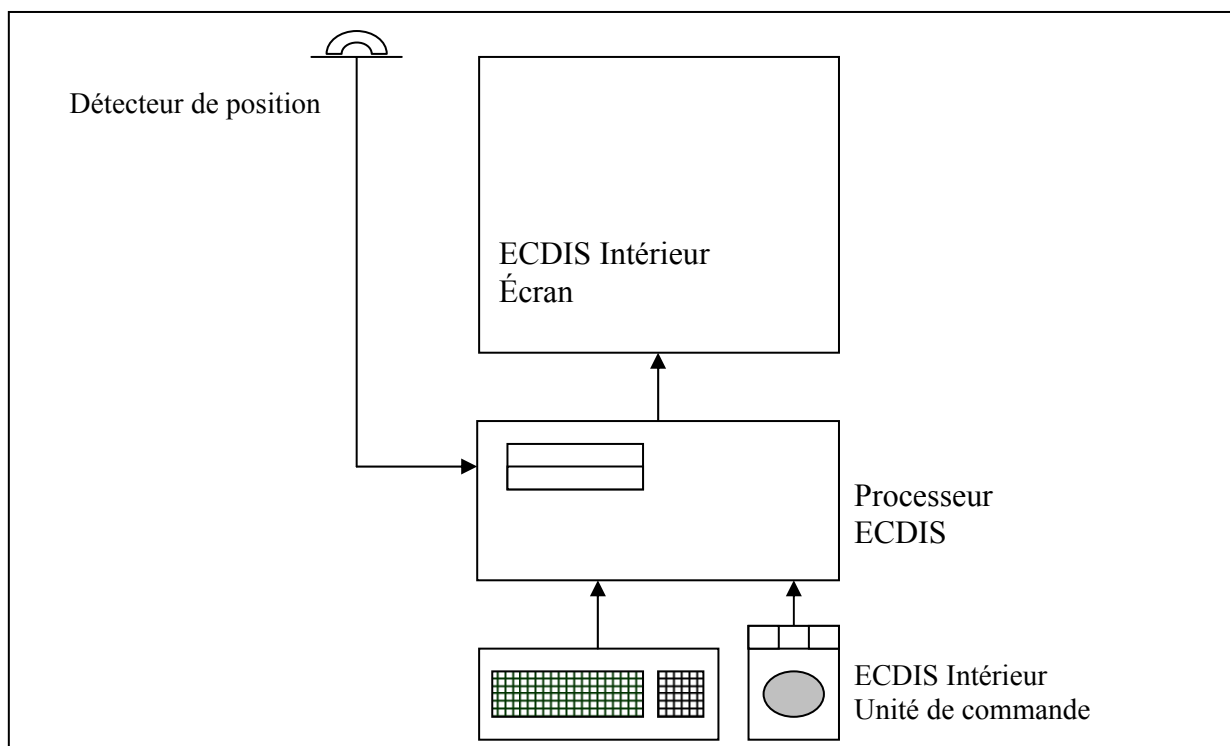 Détecteur de position
ECDIS Intérieur
Écran
Processeur
ECDIS
ECDIS Intérieur
Unité de commande